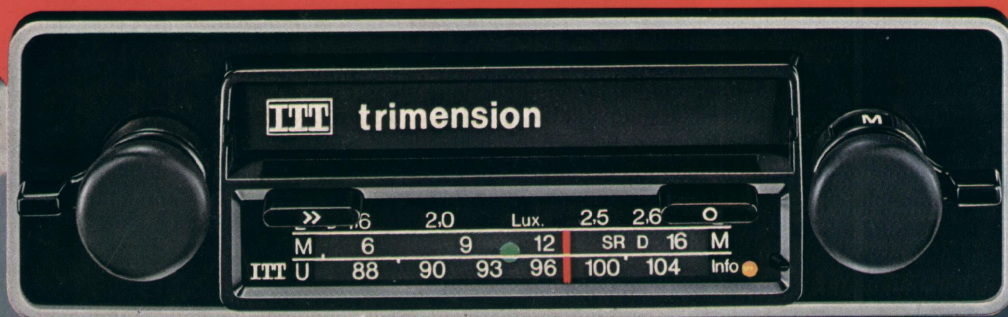 ITT trimension
M
» 2,0 Lux. 2,5 2,6
M 6 9 12 SR D 16 M
ITT U 88 90 93 96 100 104 Info